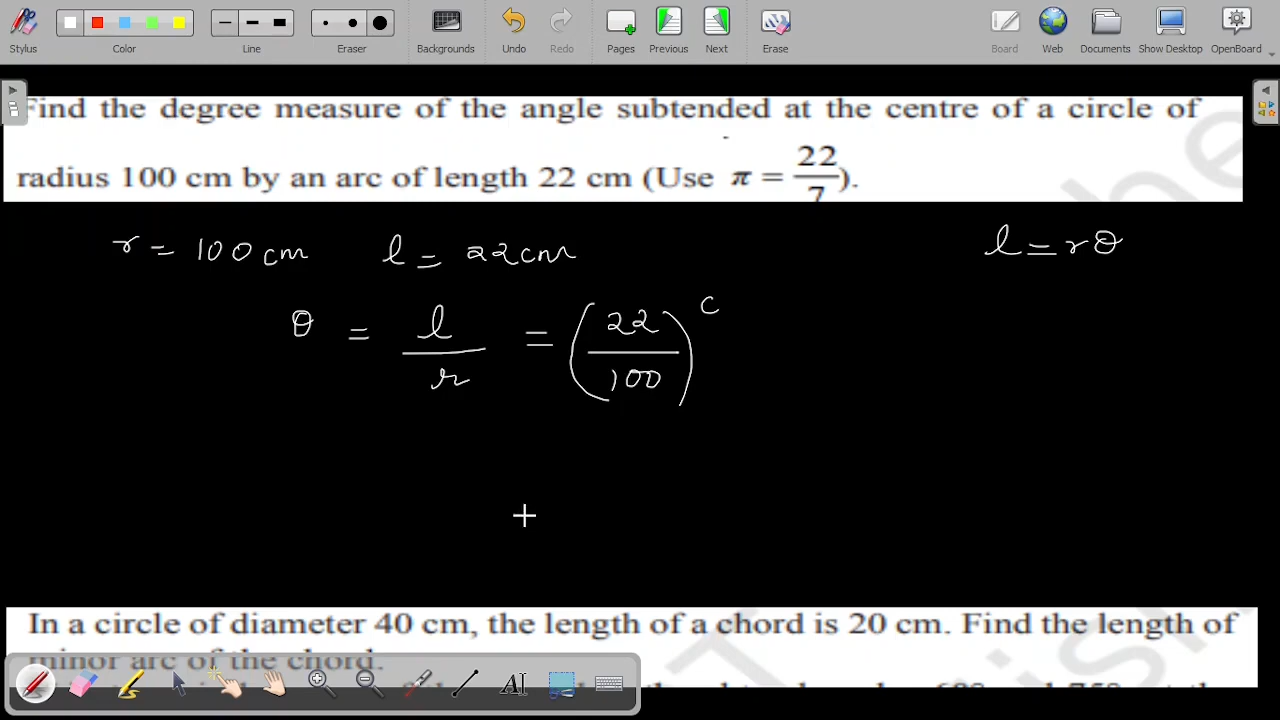 Stylus Color Line Eraser Backgrounds Undo Redo Pages Previous Next Erase Board Web Documents Show Desktop OpenBoard
Find the degree measure of the angle subtended at the centre of a circle of
radius 100 cm by an arc of length 22 cm (Use π = 22/7).
r = 100 cm l = 22 cm l = rθ
θ = l/r = (22/100)^c
In a circle of diameter 40 cm, the length of a chord is 20 cm. Find the length of
minor arc of the chord.